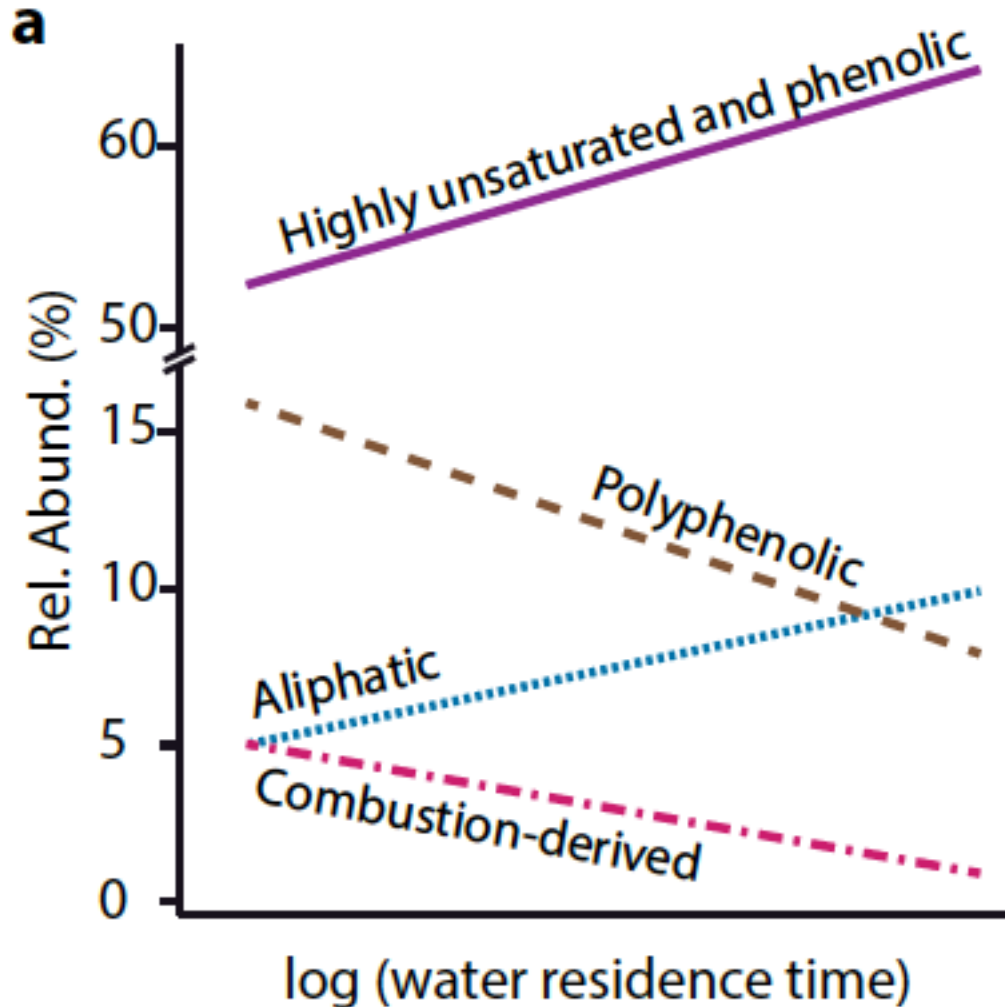 a
Rel. Abund. (%)
60
50
15
10
5
0
Highly unsaturated and phenolic
Polyphenolic
Aliphatic
Combustion-derived
log (water residence time)